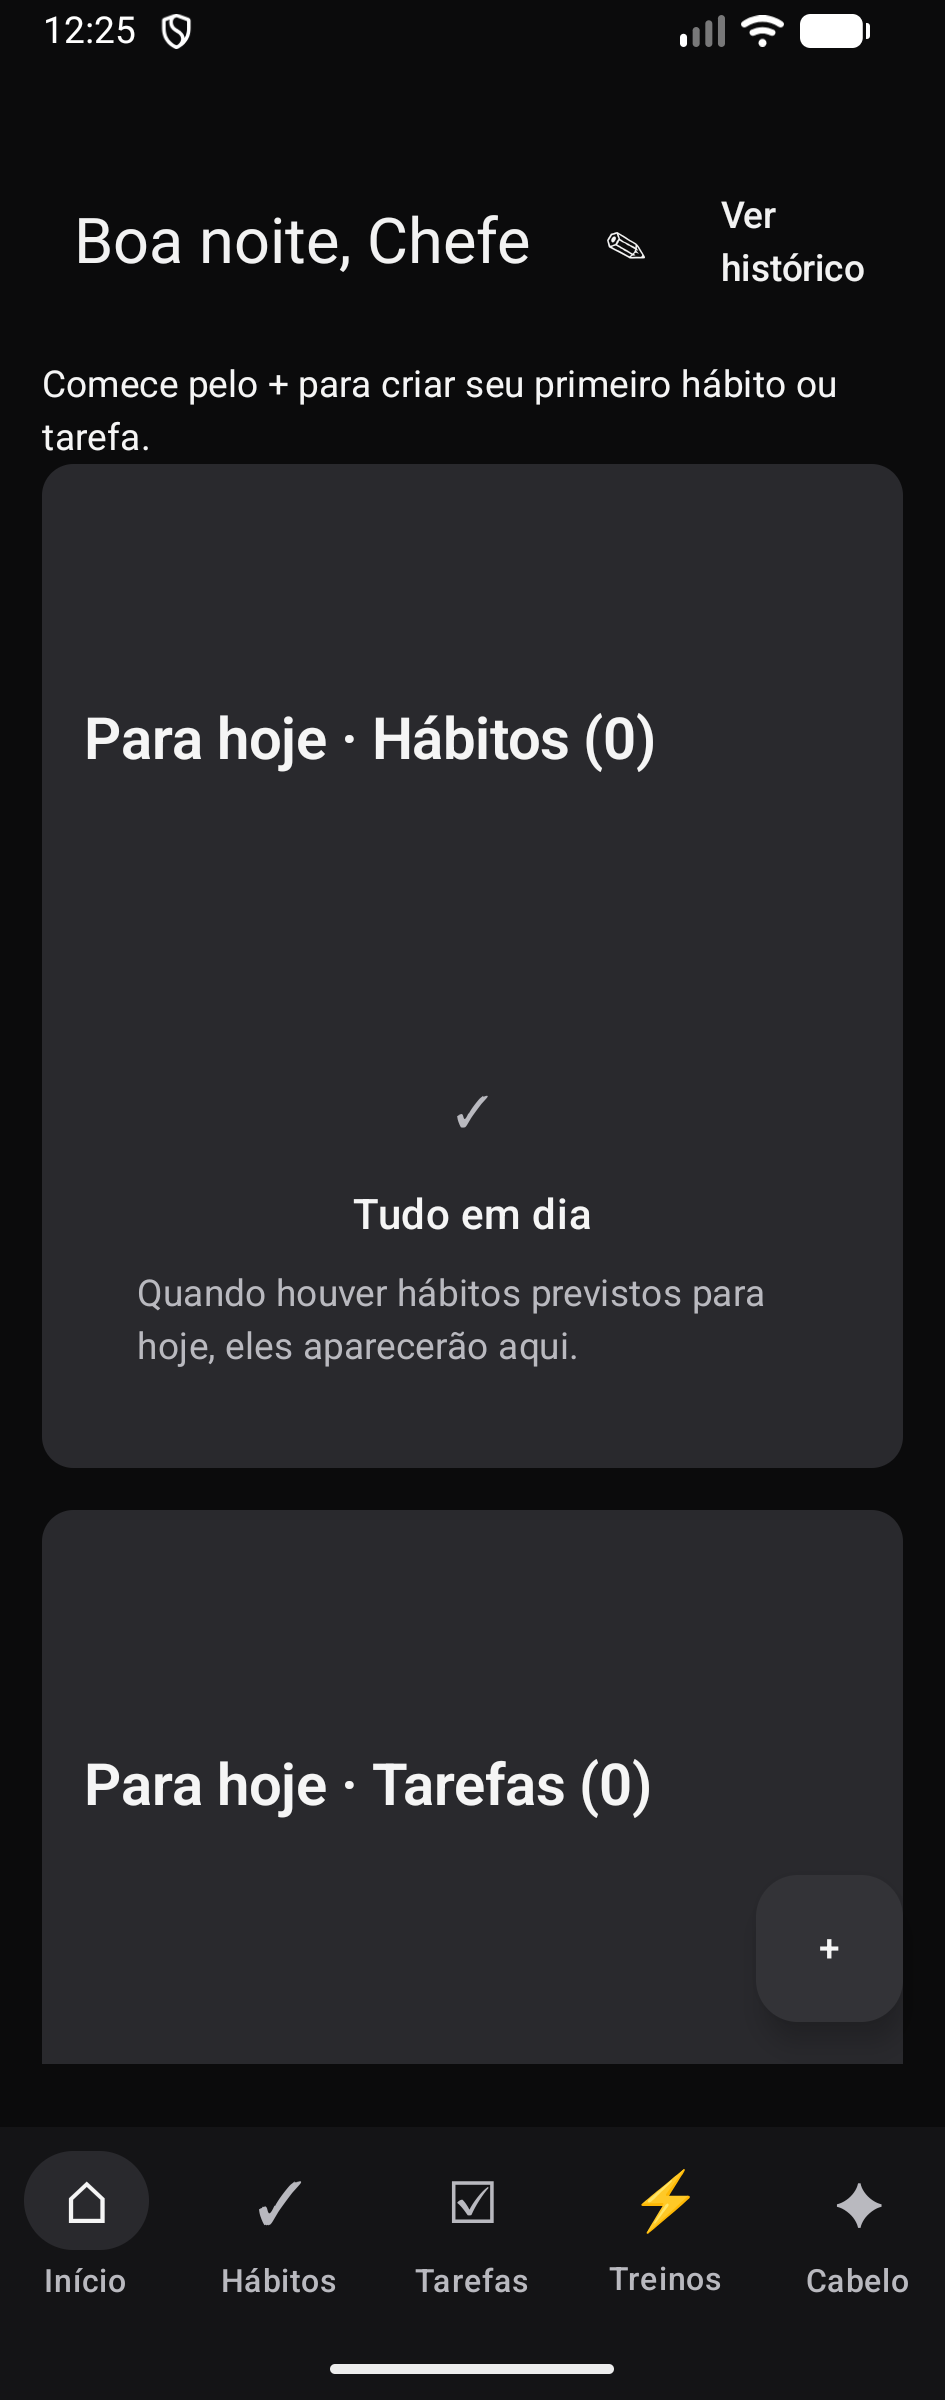 12:25
Boa noite, Chefe
Ver
histórico
Comece pelo + para criar seu primeiro hábito ou
tarefa.
Para hoje · Hábitos (0)
Tudo em dia
Quando houver hábitos previstos para
hoje, eles aparecerão aqui.
Para hoje · Tarefas (0)
+
Início
Hábitos
Tarefas
Treinos
Cabelo